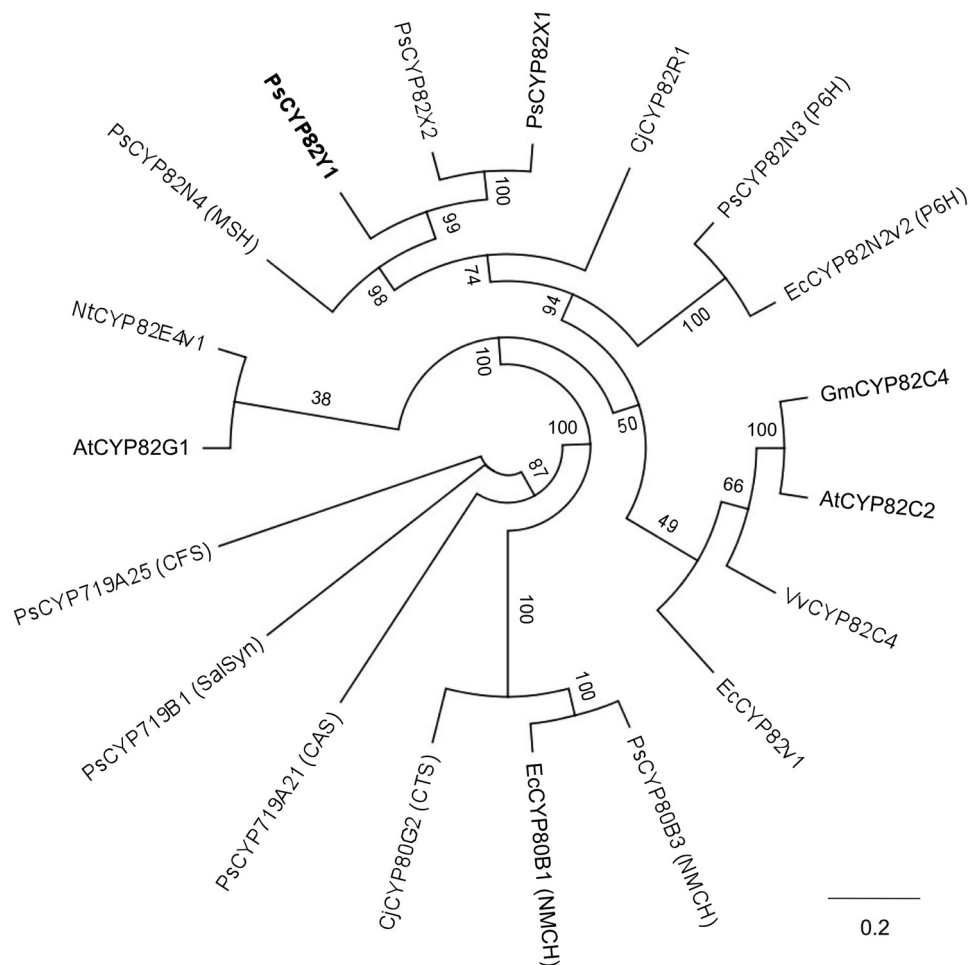 PsCYP82X1
PsCYP82X2
CjCYP82R1
PsCYP82Y1
PsCYP82N3 (P6H)
PsCYP82N4 (MSH)
EcCYP82N2v2 (P6H)
100
99
74
98
94
100
NtCYP82E4v1
100
38
GmCYP82C4
50
100
100
AtCYP82G1
87
66
AtCYP82C2
49
PsCYP719A25 (CFS)
VvCYP82C4
100
PsCYP719B1 (SalSyn)
EcCYP82v1
100
PsCYP719A21 (CAS)
CjCYP80G2 (CTS)
EcCYP80B1 (NMCH)
PsCYP80B3 (NMCH)
0.2